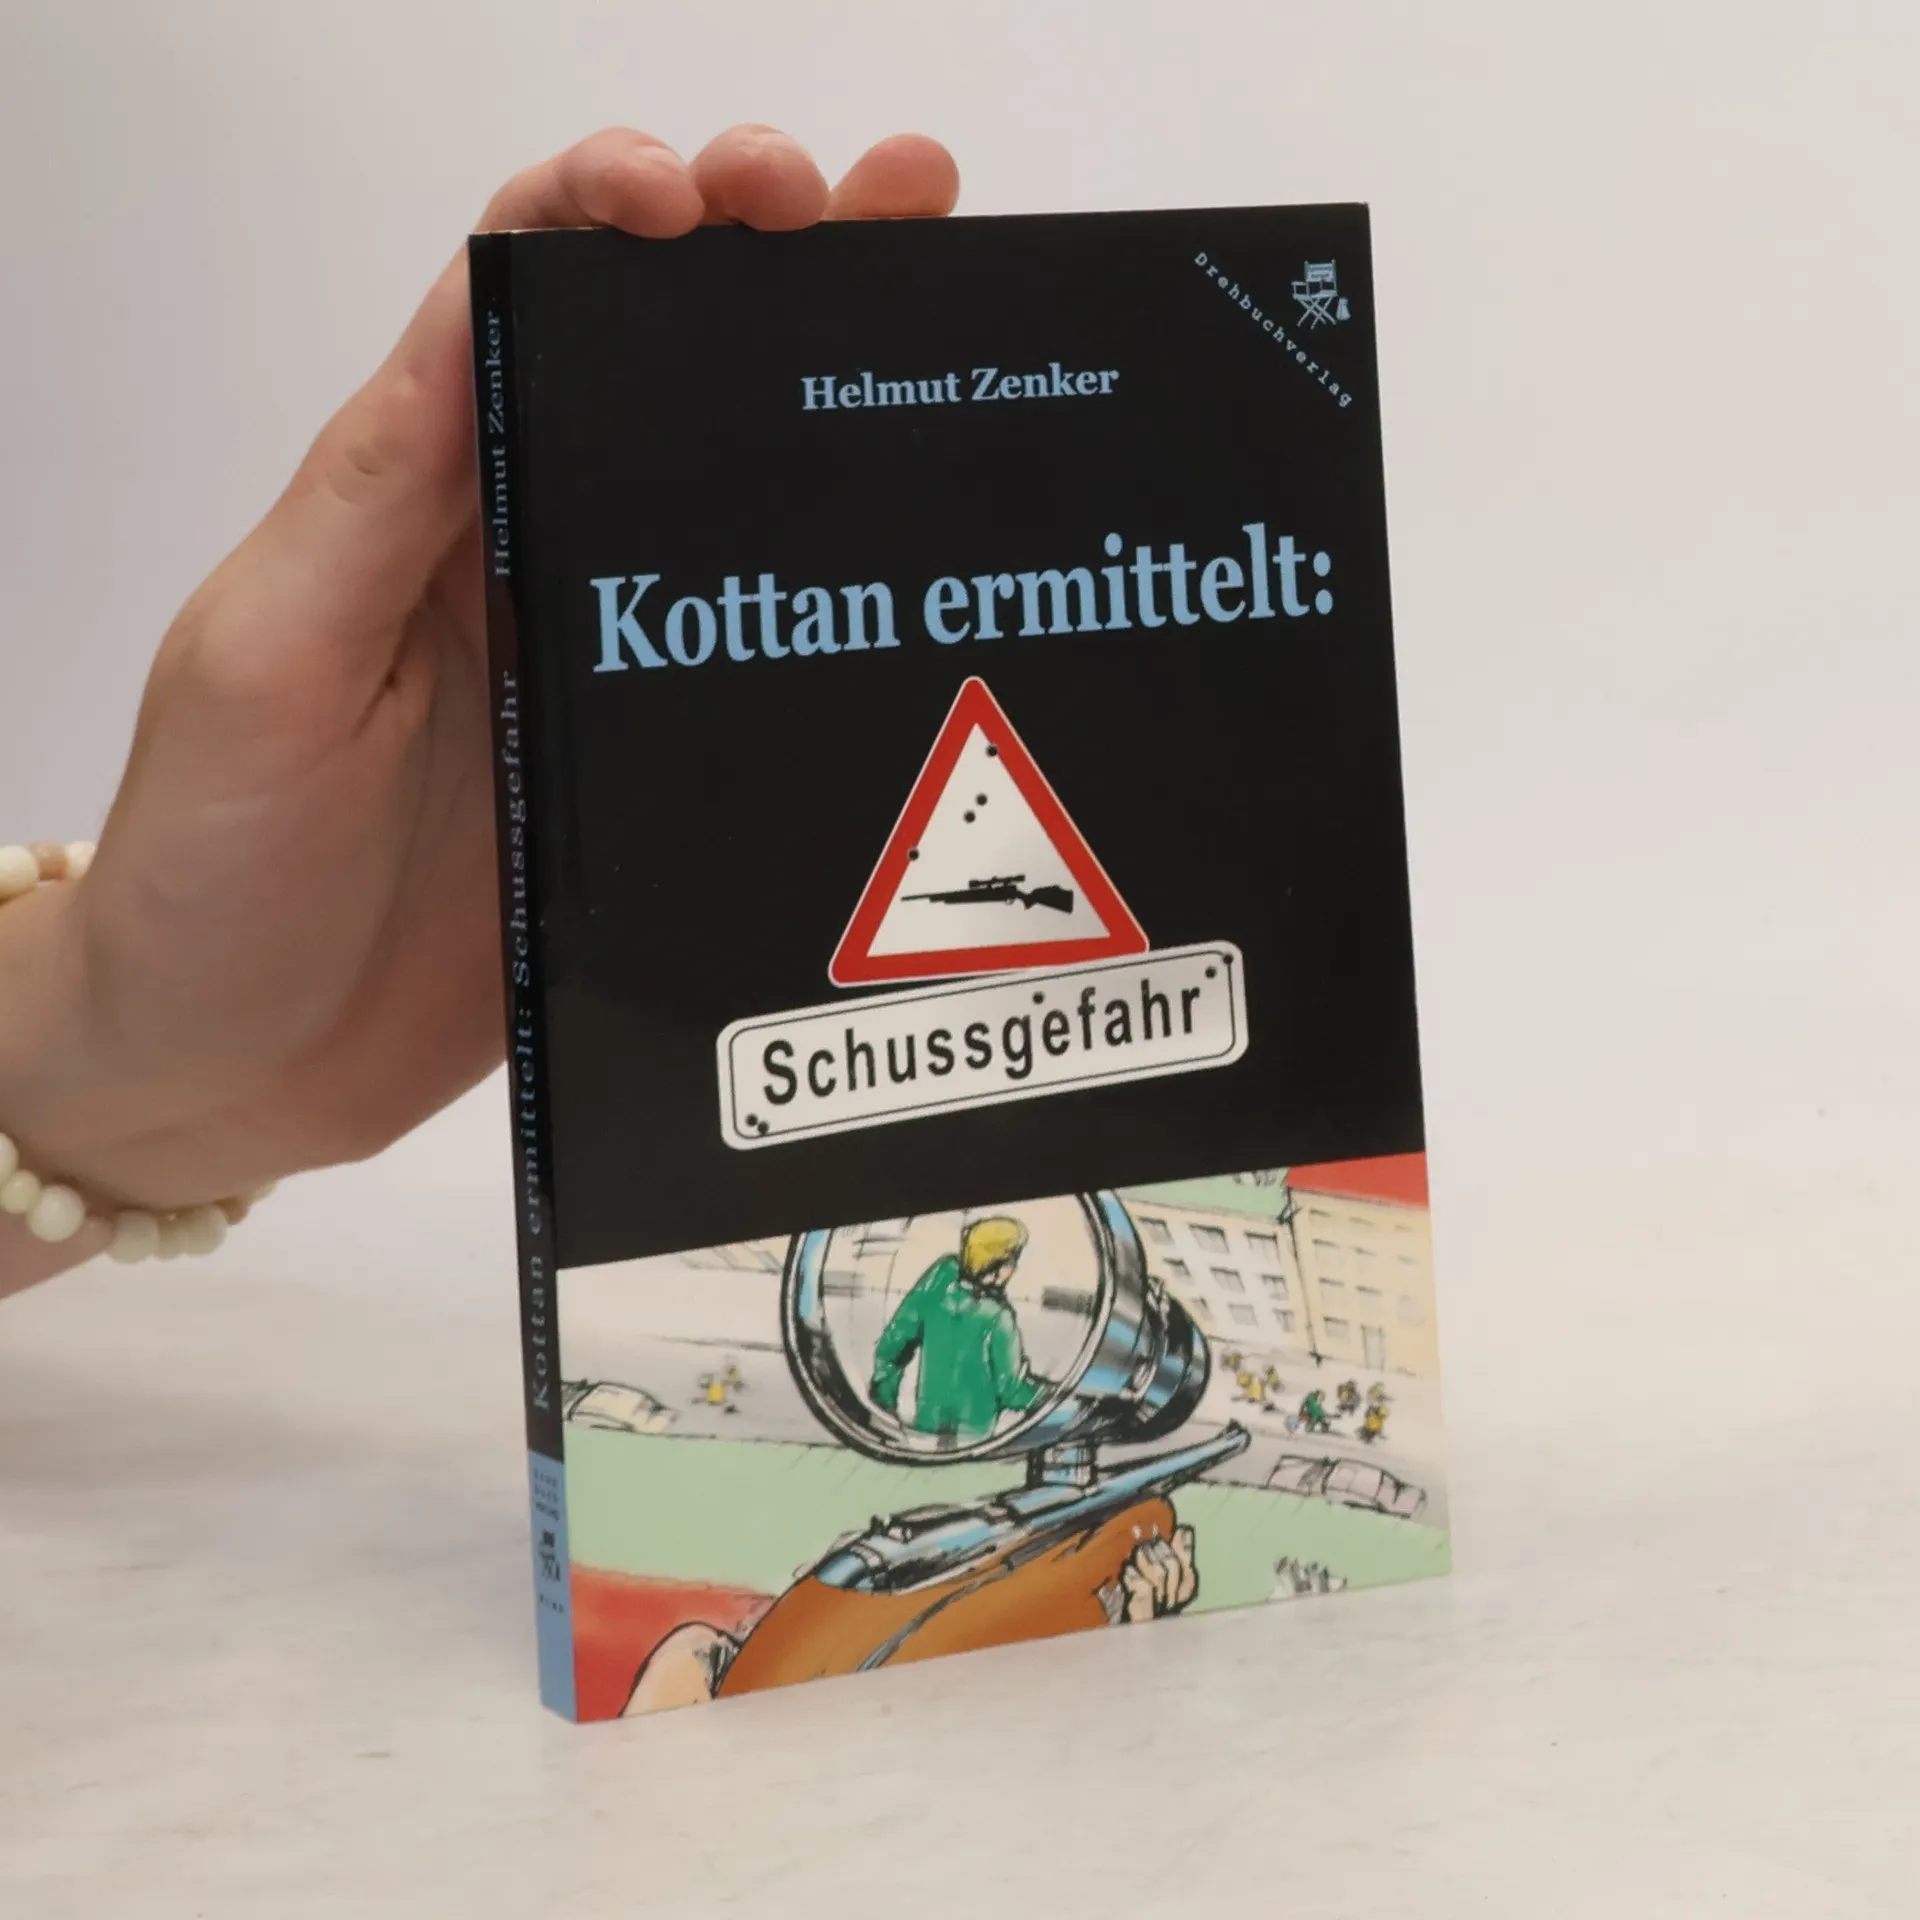 Drehbuchverlag
Helmut Zenker
Kottan ermittelt:
Schussgefahr
Helmut Zenker
Kottan ermittelt: Schussgefahr